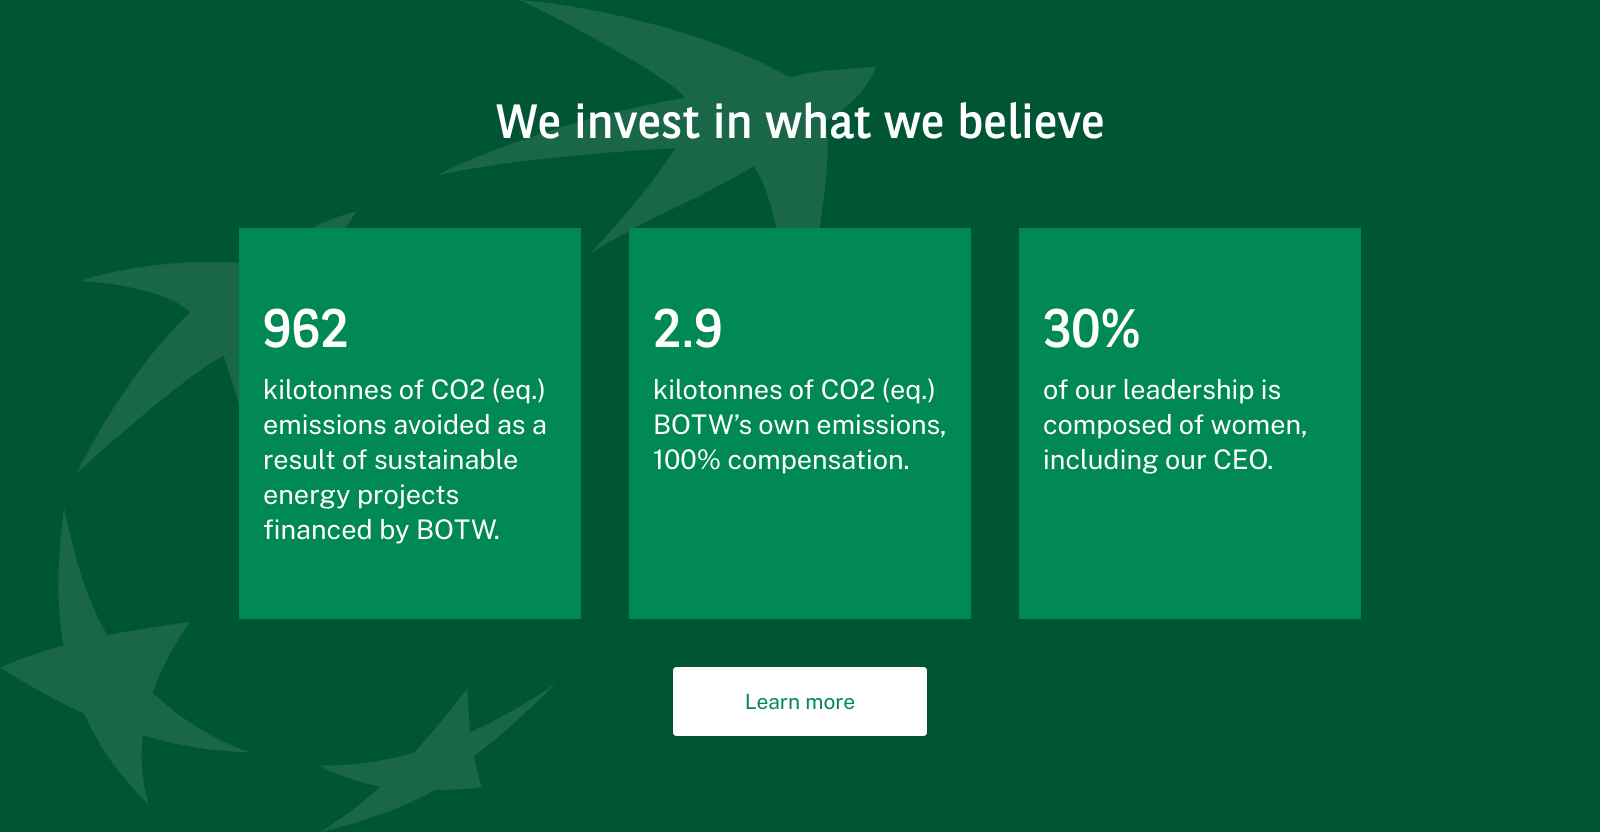 We invest in what we believe
962
kilotonnes of CO2 (eq.)
emissions avoided as a
result of sustainable
energy projects
financed by BOTW.
2.9
kilotonnes of CO2 (eq.)
BOTW’s own emissions,
100% compensation.
30%
of our leadership is
composed of women,
including our CEO.
Learn more